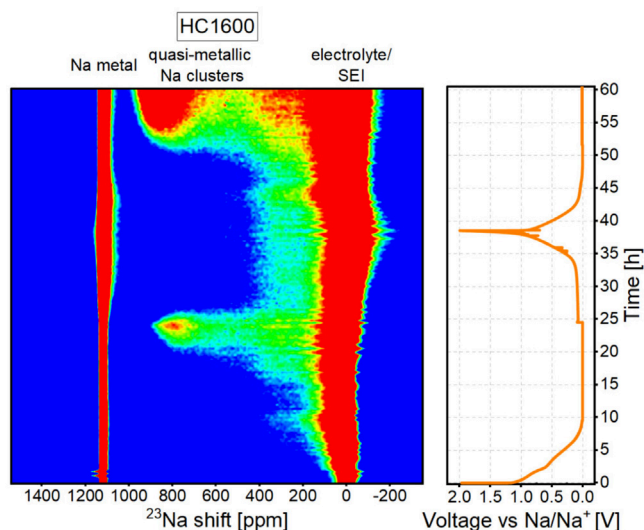 HC1600
Na metal
quasi-metallic
Na clusters
electrolyte/
SEI
60
55
50
45
40
35
30
25
20
15
10
5
0
Time [h]
1400 1200 1000 800 600 400 200 0 -200
²³Na shift [ppm]
2.0 1.5 1.0 0.5 0.0
Voltage vs Na/Na⁺ [V]